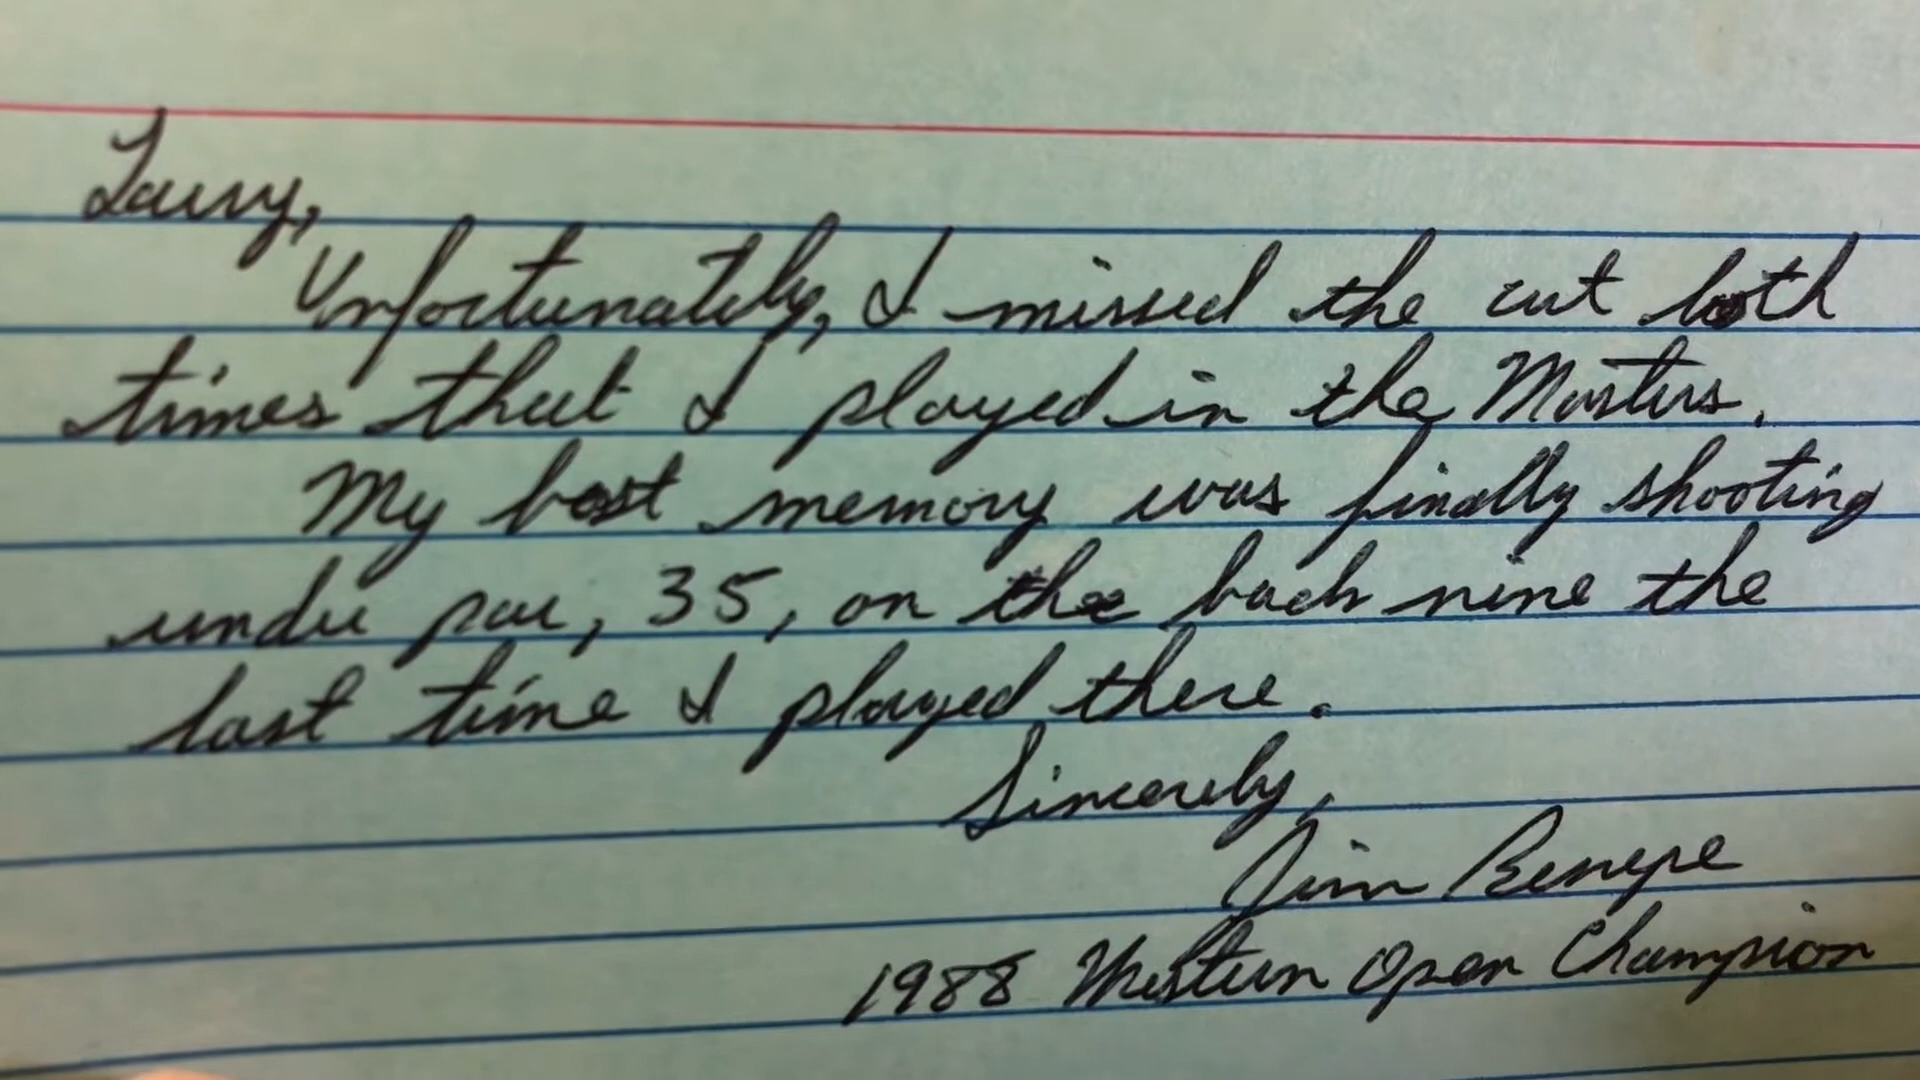 Larry,
Unfortunately, I missed the cut both
times that I played in the Masters.
My best memory was finally shooting
under par, 35, on the back nine the
last time I played there.
Sincerely,
Jim Benepe
1988 Western Open Champion